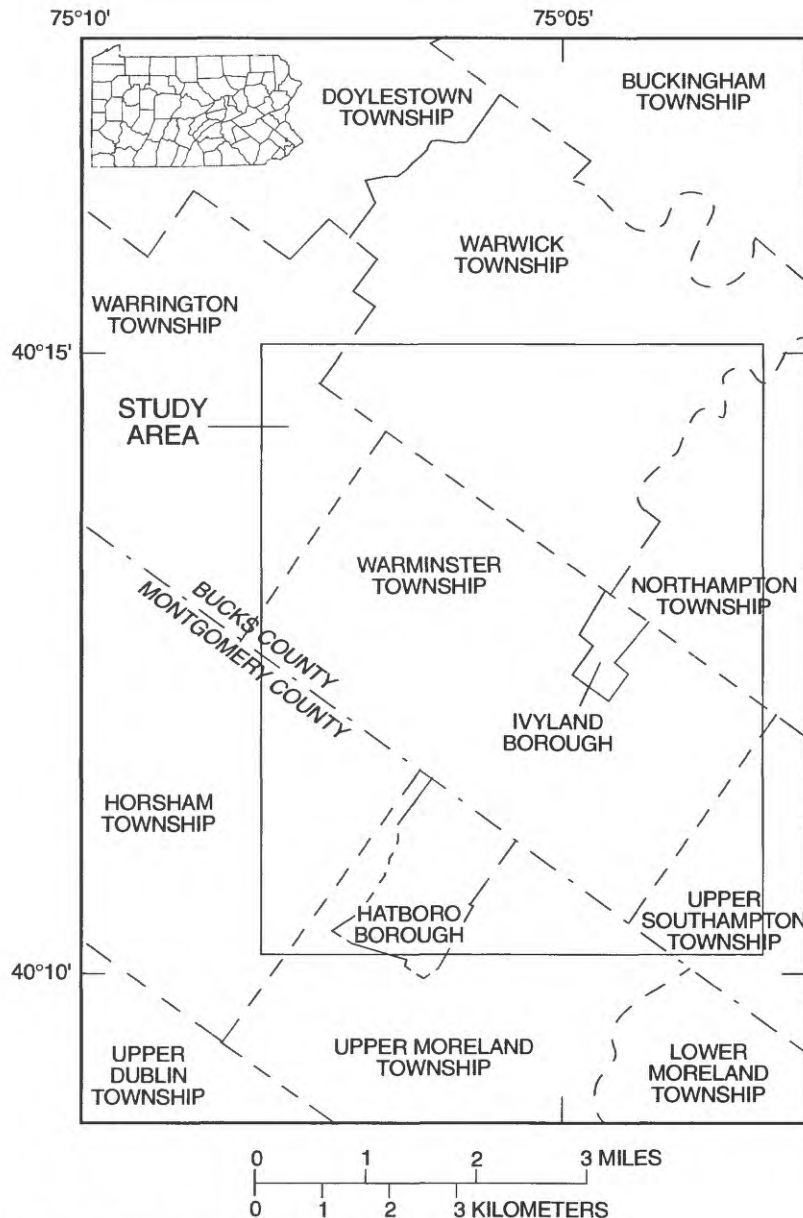 75°10'
75°05'
DOYLESTOWN
TOWNSHIP
BUCKINGHAM
TOWNSHIP
WARWICK
TOWNSHIP
WARRINGTON
TOWNSHIP
40°15'
STUDY
AREA
WARMINSTER
TOWNSHIP
NORTHAMPTON
TOWNSHIP
BUCKS COUNTY
MONTGOMERY COUNTY
IVYLAND
BOROUGH
HORSHAM
TOWNSHIP
HATBORO
BOROUGH
UPPER
SOUTHAMPTON
TOWNSHIP
40°10'
UPPER
DUBLIN
TOWNSHIP
UPPER MORELAND
TOWNSHIP
LOWER
MORELAND
TOWNSHIP
0 1 2 3 MILES
0 1 2 3 KILOMETERS